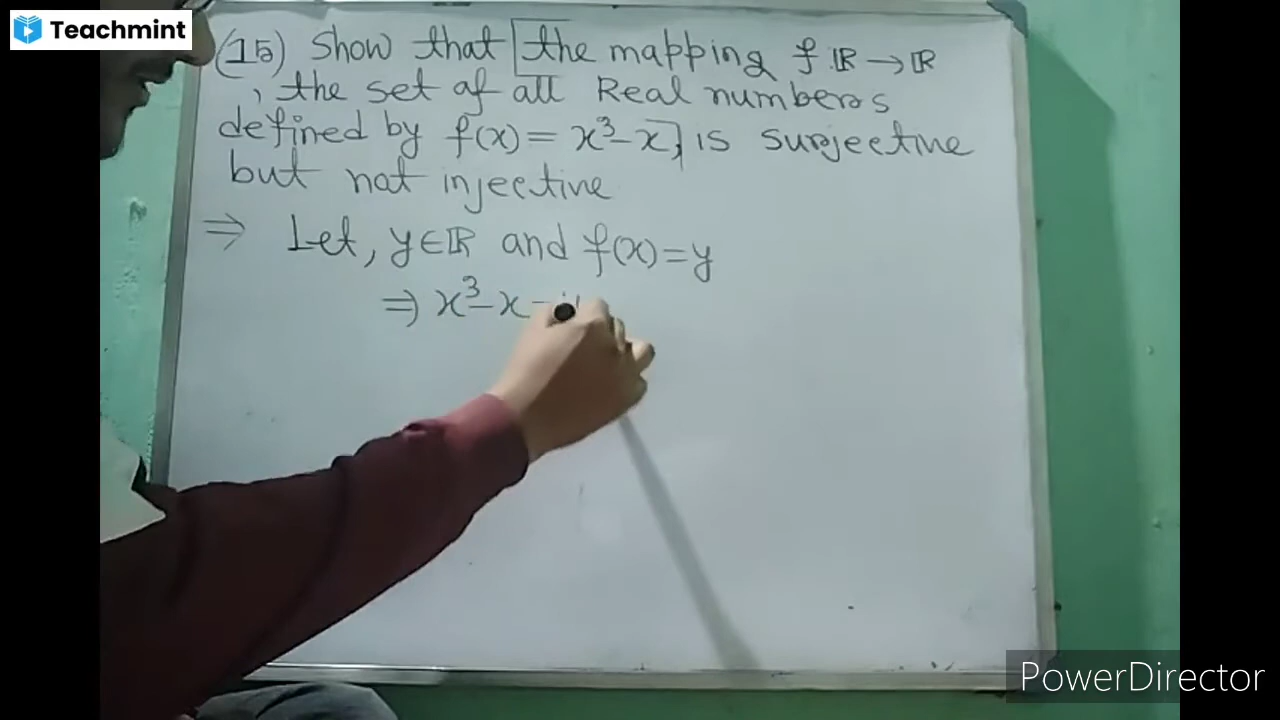 Teachmint
(15) Show that the mapping f: ℝ → ℝ
, the set of all Real numbers
defined by f(x) = x³-x, is surjective
but not injective
⇒ Let, y∈ℝ and f(x)=y
⇒ x³-x =
PowerDirector